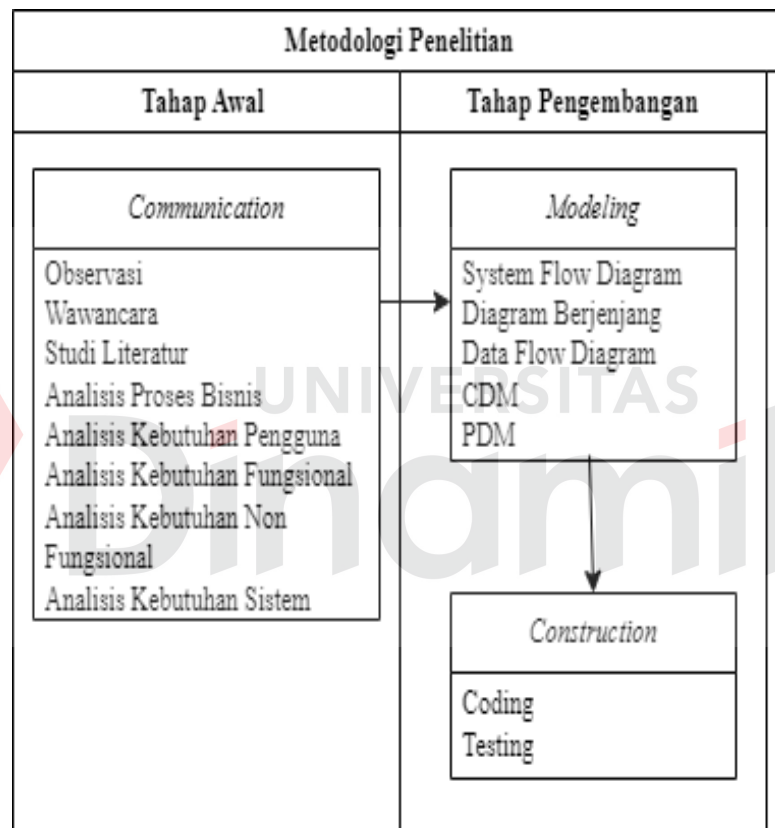 Metodologi Penelitian
Tahap Awal
Tahap Pengembangan
Communication
Observasi
Wawancara
Studi Literatur
Analisis Proses Bisnis
Analisis Kebutuhan Pengguna
Analisis Kebutuhan Fungsional
Analisis Kebutuhan Non
Fungsional
Analisis Kebutuhan Sistem
Modeling
System Flow Diagram
Diagram Berjenjang
Data Flow Diagram
CDM
PDM
Construction
Coding
Testing
UNIVERSITAS
Dinami